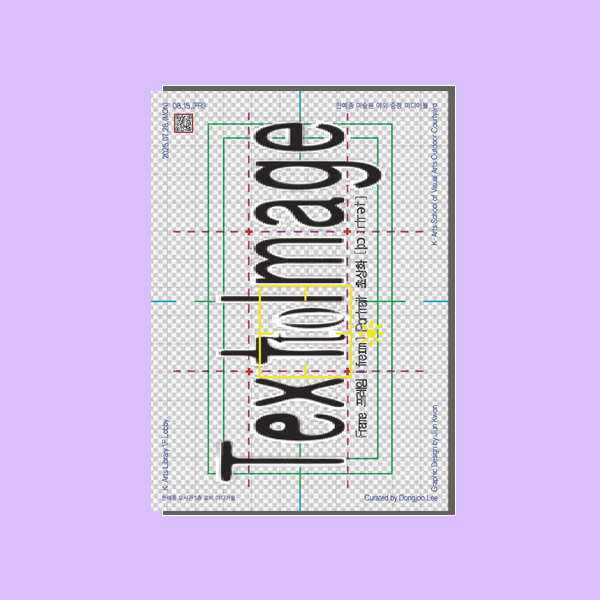 2025.07.28.(MON)
08.15.(FRI)
한예종 미술원 야외 중정 미디어월
K-Arts School of Visual Arts Outdoor Courtyard
Text to Image
Frame 프레임 [freɪm] Portrait 초상화
K-Arts Library 1F Lobby
한예종 도서관 1층 로비 미디어월
Graphic Design by Jun Kwon
Curated by Dongjoo Lee